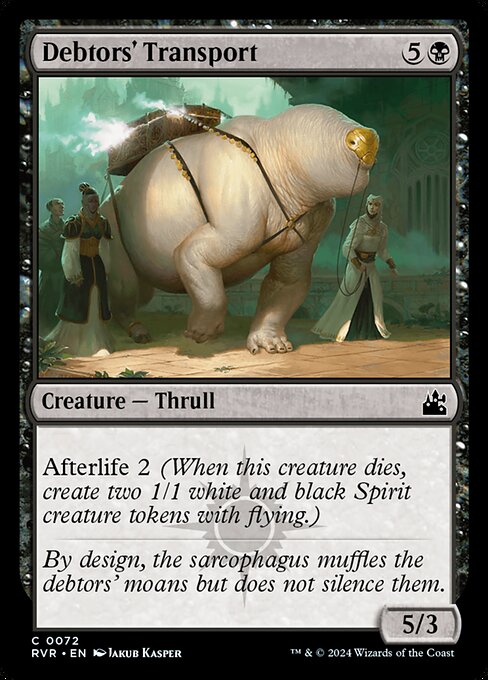 Debtors' Transport 5
Creature — Thrull
Afterlife 2 (When this creature dies,
create two 1/1 white and black Spirit
creature tokens with flying.)
By design, the sarcophagus muffles the
debtors' moans but does not silence them.
5/3
C 0072
RVR • EN Jakub Kasper ™ & © 2024 Wizards of the Coast